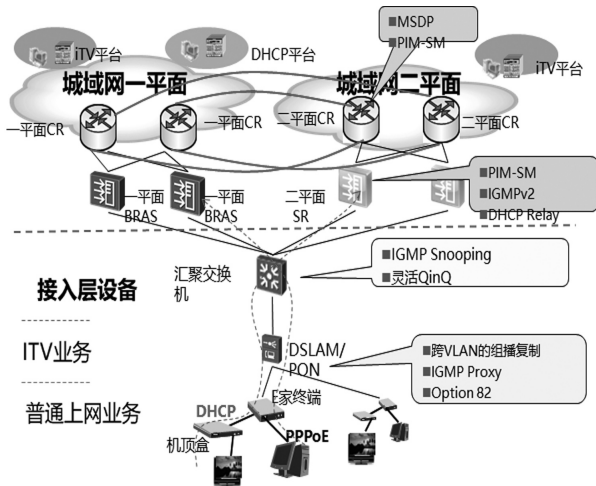 MSDP
PIM-SM
iTV平台
DHCP平台
iTV平台
城域网一平面
城域网二平面
一平面CR
一平面CR
二平面CR
二平面CR
PIM-SM
IGMPv2
DHCP Relay
一平面
BRAS
一平面
BRAS
二平面
SR
IGMP Snooping
灵活QinQ
汇聚交换
机
接入层设备
ITV业务
DSLAM/
PON
跨VLAN的组播复制
IGMP Proxy
Option 82
普通上网业务
DHCP
E家终端
机顶盒
PPPoE